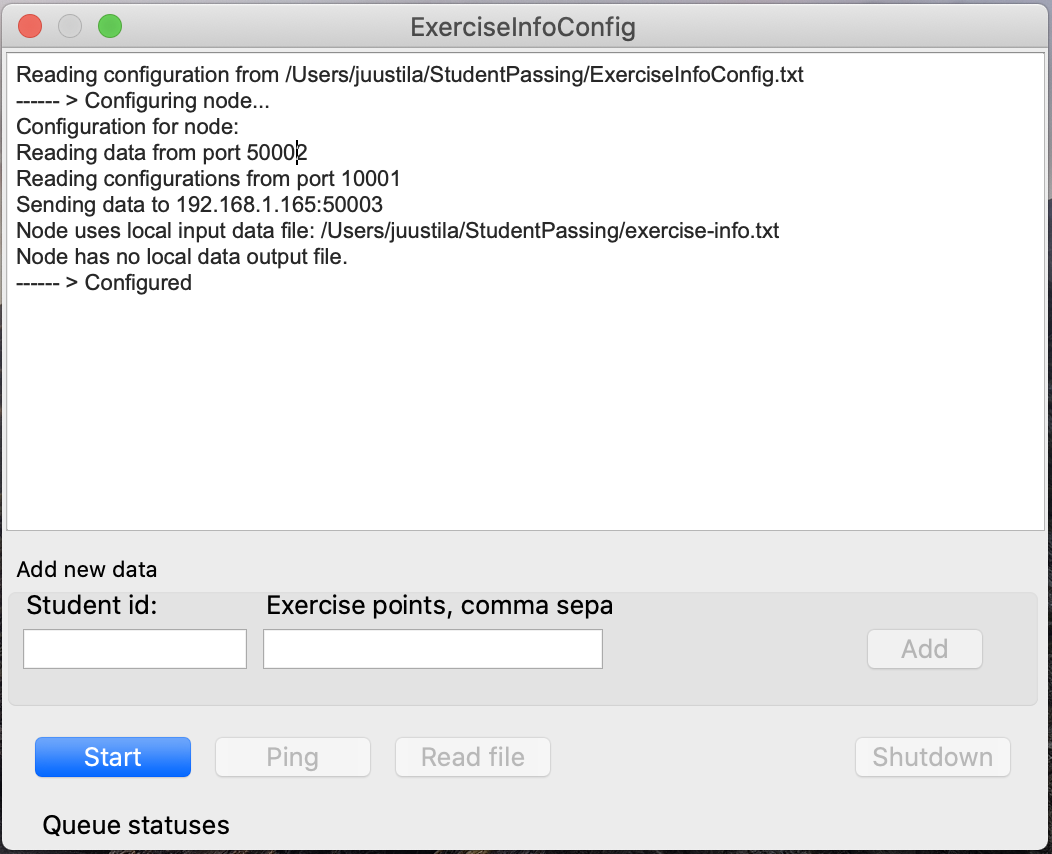 ExerciseInfoConfig
Reading configuration from /Users/juustila/StudentPassing/ExerciseInfoConfig.txt
------ > Configuring node...
Configuration for node:
Reading data from port 50002
Reading configurations from port 10001
Sending data to 192.168.1.165:50003
Node uses local input data file: /Users/juustila/StudentPassing/exercise-info.txt
Node has no local data output file.
------ > Configured
Add new data
Student id: Exercise points, comma sepa
Add
Start Ping Read file Shutdown
Queue statuses